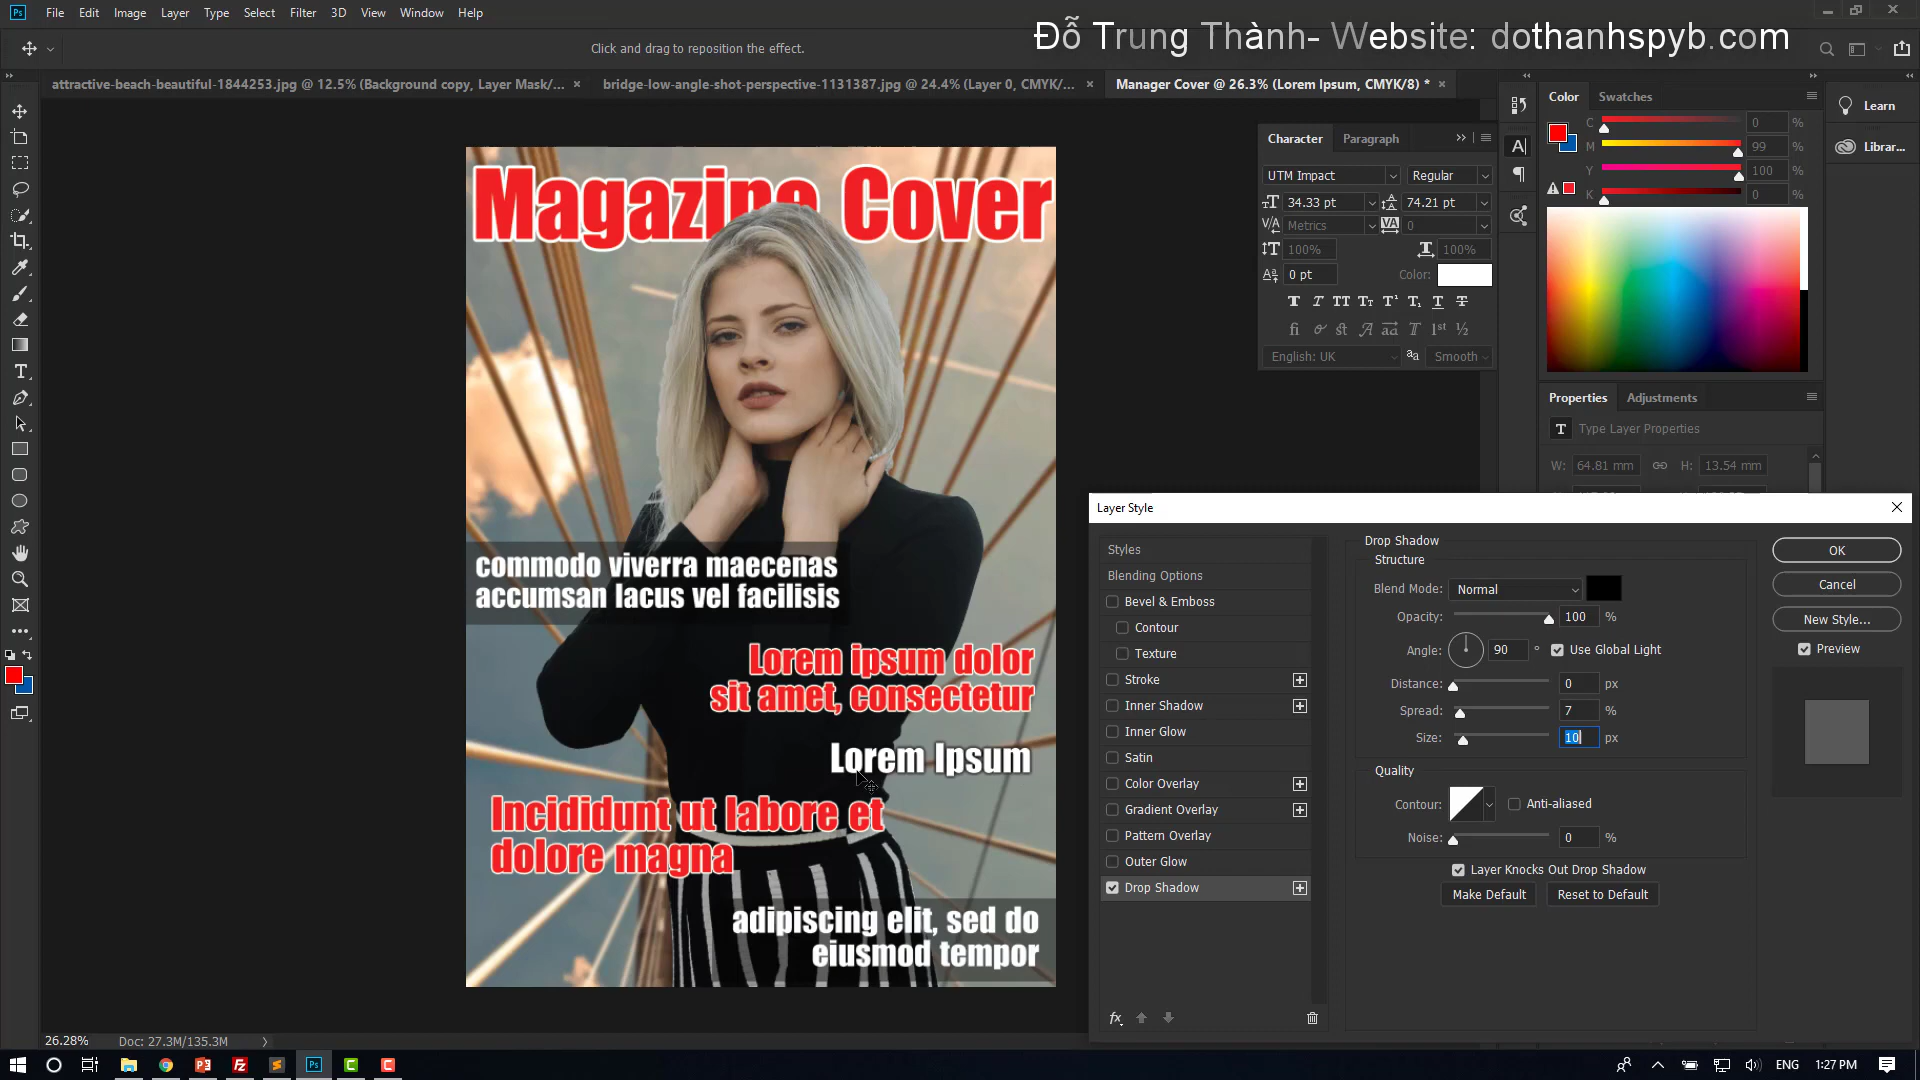 Ps File Edit Image Layer Type Select Filter 3D View Window Help
Đỗ Trung Thành- Website: dothanhspyb.com
Click and drag to reposition the effect.
attractive-beach-beautiful-1844253.jpg @ 12.5% (Background copy, Layer Mask/... ×
bridge-low-angle-shot-perspective-1131387.jpg @ 24.4% (Layer 0, CMYK/... ×
Manager Cover @ 26.3% (Lorem Ipsum, CMYK/8) * ×
Color Swatches
Learn
Librar...
C 0 %
M 99 %
Y 100 %
K 0 %
Character Paragraph
UTM Impact Regular
34.33 pt 74.21 pt
Metrics 0
100% 100%
0 pt Color:
English: UK Smooth
Properties Adjustments
T Type Layer Properties
W: 64.81 mm H: 13.54 mm
Magazine Cover
commodo viverra maecenas
accumsan lacus vel facilisis
Lorem ipsum dolor
sit amet, consectetur
Lorem Ipsum
Incididunt ut labore et
dolore magna
adipiscing elit, sed do
eiusmod tempor
Layer Style
Styles
Blending Options
Bevel & Emboss
Contour
Texture
Stroke
Inner Shadow
Inner Glow
Satin
Color Overlay
Gradient Overlay
Pattern Overlay
Outer Glow
Drop Shadow
fx
Drop Shadow
Structure
Blend Mode: Normal
Opacity: 100 %
Angle: 90 ° Use Global Light
Distance: 0 px
Spread: 7 %
Size: 10 px
Quality
Contour: Anti-aliased
Noise: 0 %
Layer Knocks Out Drop Shadow
Make Default Reset to Default
OK
Cancel
New Style...
Preview
26.28% Doc: 27.3M/135.3M
ENG 1:27 PM